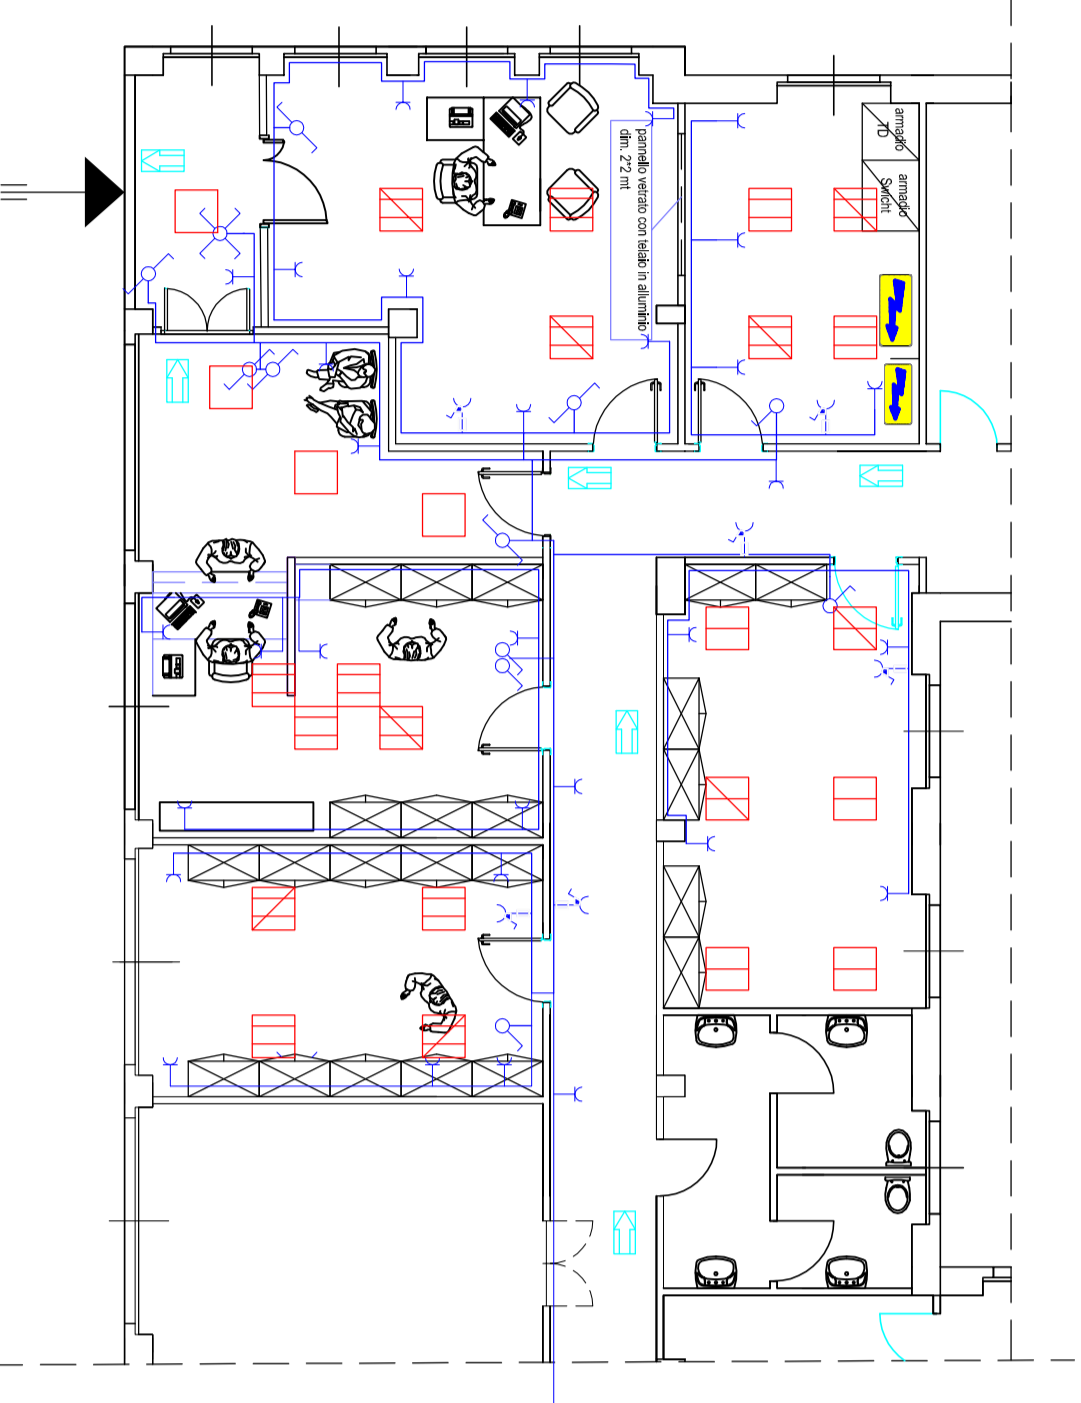 armadio
TD
armadio
Swicht
pannello vetrato con telaio in alluminio
dim. 2*2 mt